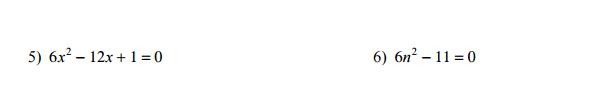 5) 6x² − 12x + 1 = 0 6) 6n² − 11 = 0